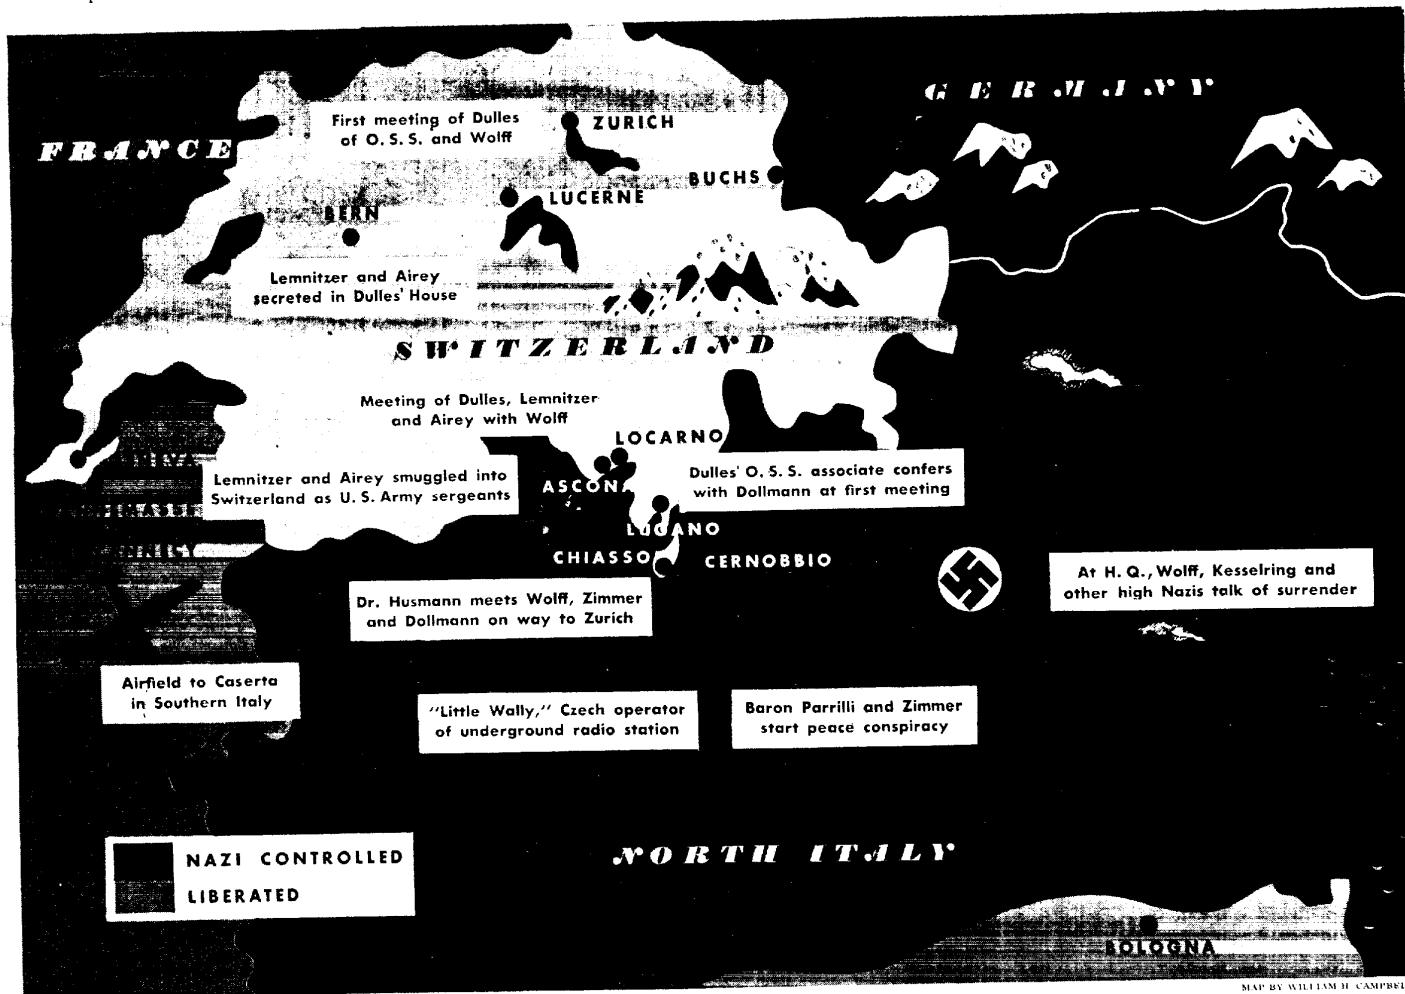 GERMANY
FRANCE
First meeting of Dulles
of O. S. S. and Wolff
ZURICH
BUCHS
LUCERNE
BERN
Lemnitzer and Airey
secreted in Dulles' House
SWITZERLAND
Meeting of Dulles, Lemnitzer
and Airey with Wolff
LOCARNO
Lemnitzer and Airey smuggled into
Switzerland as U. S. Army sergeants
ASCONA
Dulles' O. S. S. associate confers
with Dollmann at first meeting
LUGANO
CHIASSO
CERNOBBIO
At H. Q., Wolff, Kesselring and
other high Nazis talk of surrender
Dr. Husmann meets Wolff, Zimmer
and Dollmann on way to Zurich
Airfield to Caserta
in Southern Italy
"Little Wally," Czech operator
of underground radio station
Baron Parrilli and Zimmer
start peace conspiracy
NAZI CONTROLLED
LIBERATED
NORTH ITALY
BOLOGNA
MAP BY WILLIAM H. CAMPBEL